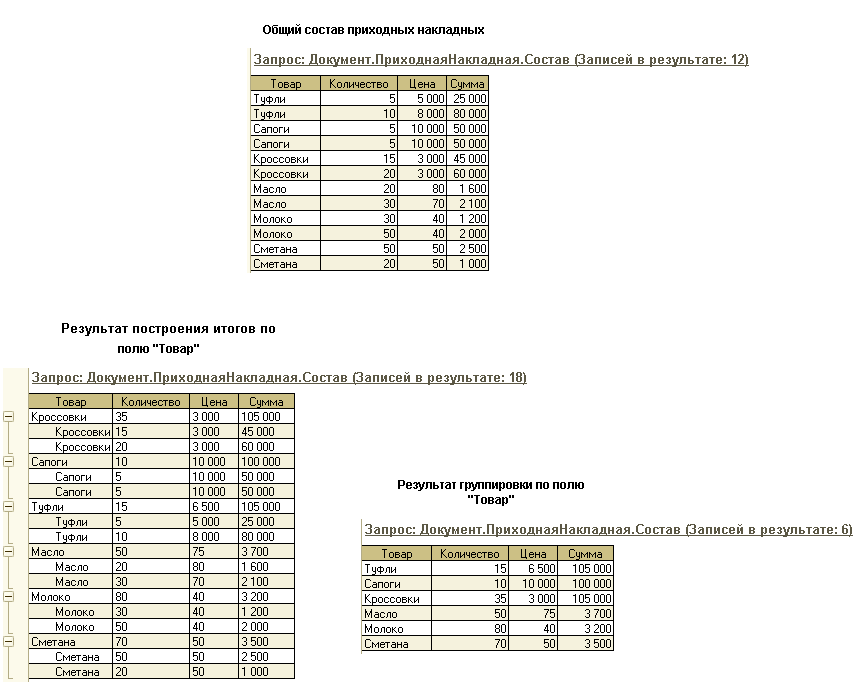 Общий состав приходных накладных
Запрос: Документ.ПриходнаяНакладная.Состав (Записей в результате: 12)
Товар Количество Цена Сумма
Туфли 5 5 000 25 000
Туфли 10 8 000 80 000
Сапоги 5 10 000 50 000
Сапоги 5 10 000 50 000
Кроссовки 15 3 000 45 000
Кроссовки 20 3 000 60 000
Масло 20 80 1 600
Масло 30 70 2 100
Молоко 30 40 1 200
Молоко 50 40 2 000
Сметана 50 50 2 500
Сметана 20 50 1 000
Результат построения итогов по
полю "Товар"
Запрос: Документ.ПриходнаяНакладная.Состав (Записей в результате: 18)
Товар Количество Цена Сумма
Кроссовки 35 3 000 105 000
Кроссовки 15 3 000 45 000
Кроссовки 20 3 000 60 000
Сапоги 10 10 000 100 000
Сапоги 5 10 000 50 000
Сапоги 5 10 000 50 000
Туфли 15 6 500 105 000
Туфли 5 5 000 25 000
Туфли 10 8 000 80 000
Масло 50 75 3 700
Масло 20 80 1 600
Масло 30 70 2 100
Молоко 80 40 3 200
Молоко 30 40 1 200
Молоко 50 40 2 000
Сметана 70 50 3 500
Сметана 50 50 2 500
Сметана 20 50 1 000
Результат группировки по полю
"Товар"
Запрос: Документ.ПриходнаяНакладная.Состав (Записей в результате: 6)
Товар Количество Цена Сумма
Туфли 15 6 500 105 000
Сапоги 10 10 000 100 000
Кроссовки 35 3 000 105 000
Масло 50 75 3 700
Молоко 80 40 3 200
Сметана 70 50 3 500